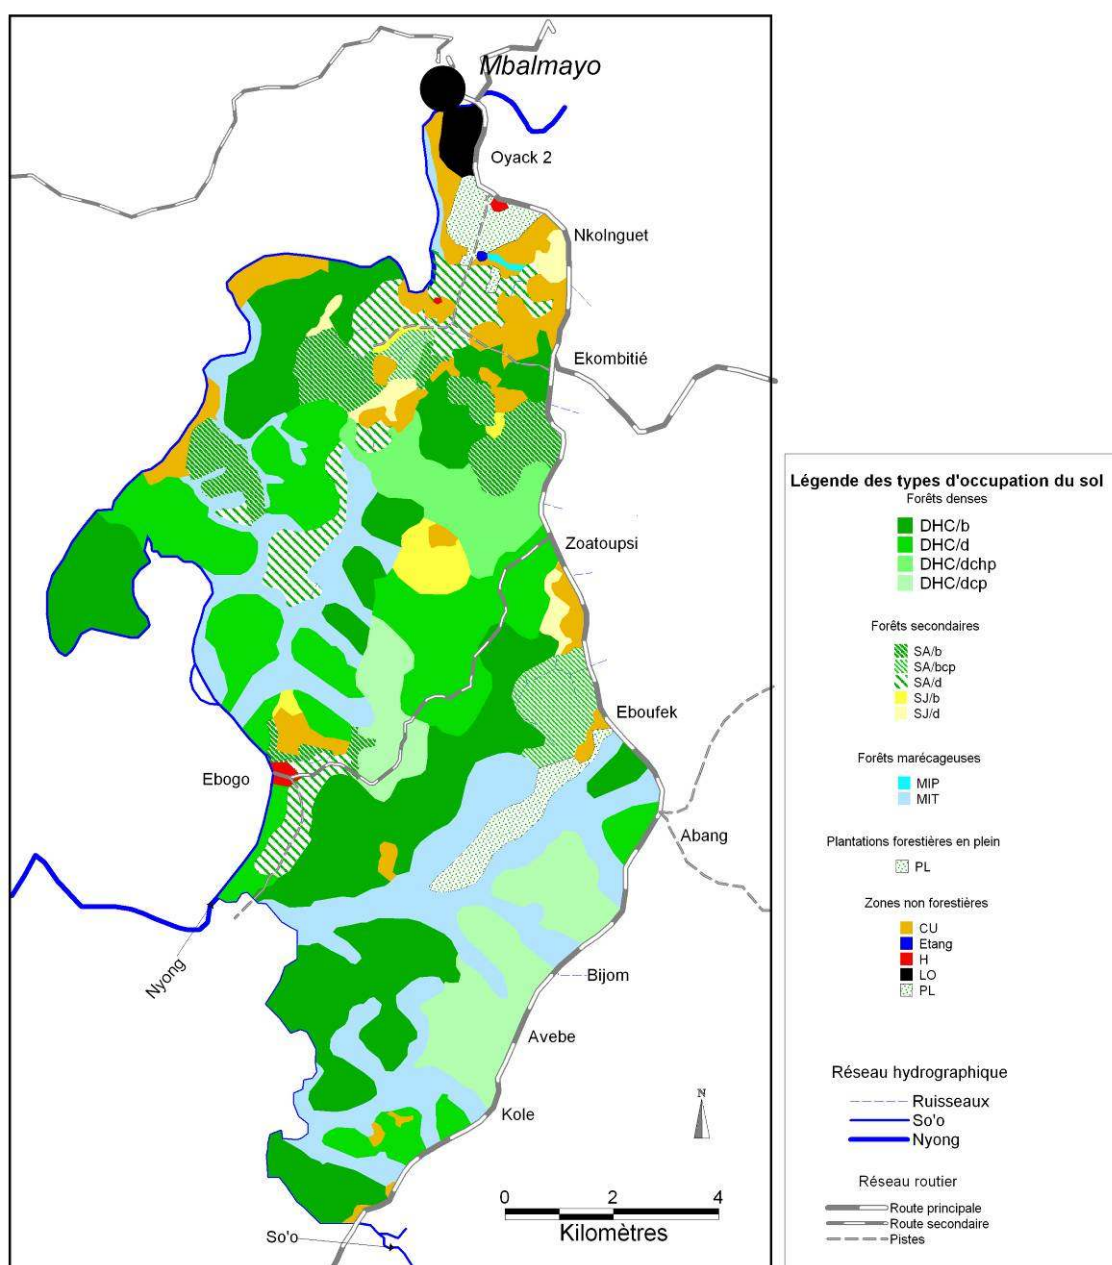 Mbalmayo
Oyack 2
Nkolnguet
Ekombitié
Zoatoupsi
Eboufek
Ebogo
Abang
Nyong
Bijom
Avebe
Kole
So'o
N
0 2 4
Kilomètres
Légende des types d'occupation du sol
Forêts denses
DHC/b
DHC/d
DHC/dchp
DHC/dcp
Forêts secondaires
SA/b
SA/bcp
SA/d
SJ/b
SJ/d
Forêts marécageuses
MIP
MIT
Plantations forestières en plein
PL
Zones non forestières
CU
Etang
H
LO
PL
Réseau hydrographique
Ruisseaux
So'o
Nyong
Réseau routier
Route principale
Route secondaire
Pistes